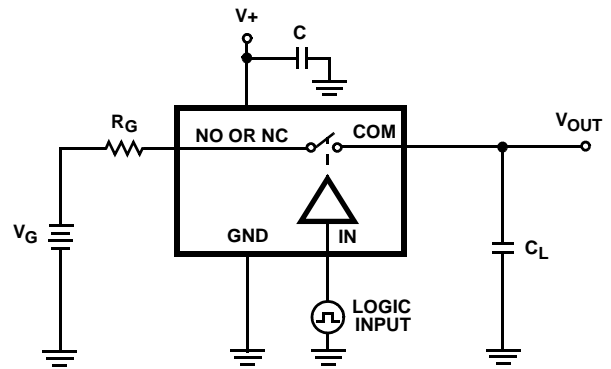 V+
C
RG
NO OR NC
COM
VOUT
VG
GND
IN
CL
LOGIC
INPUT